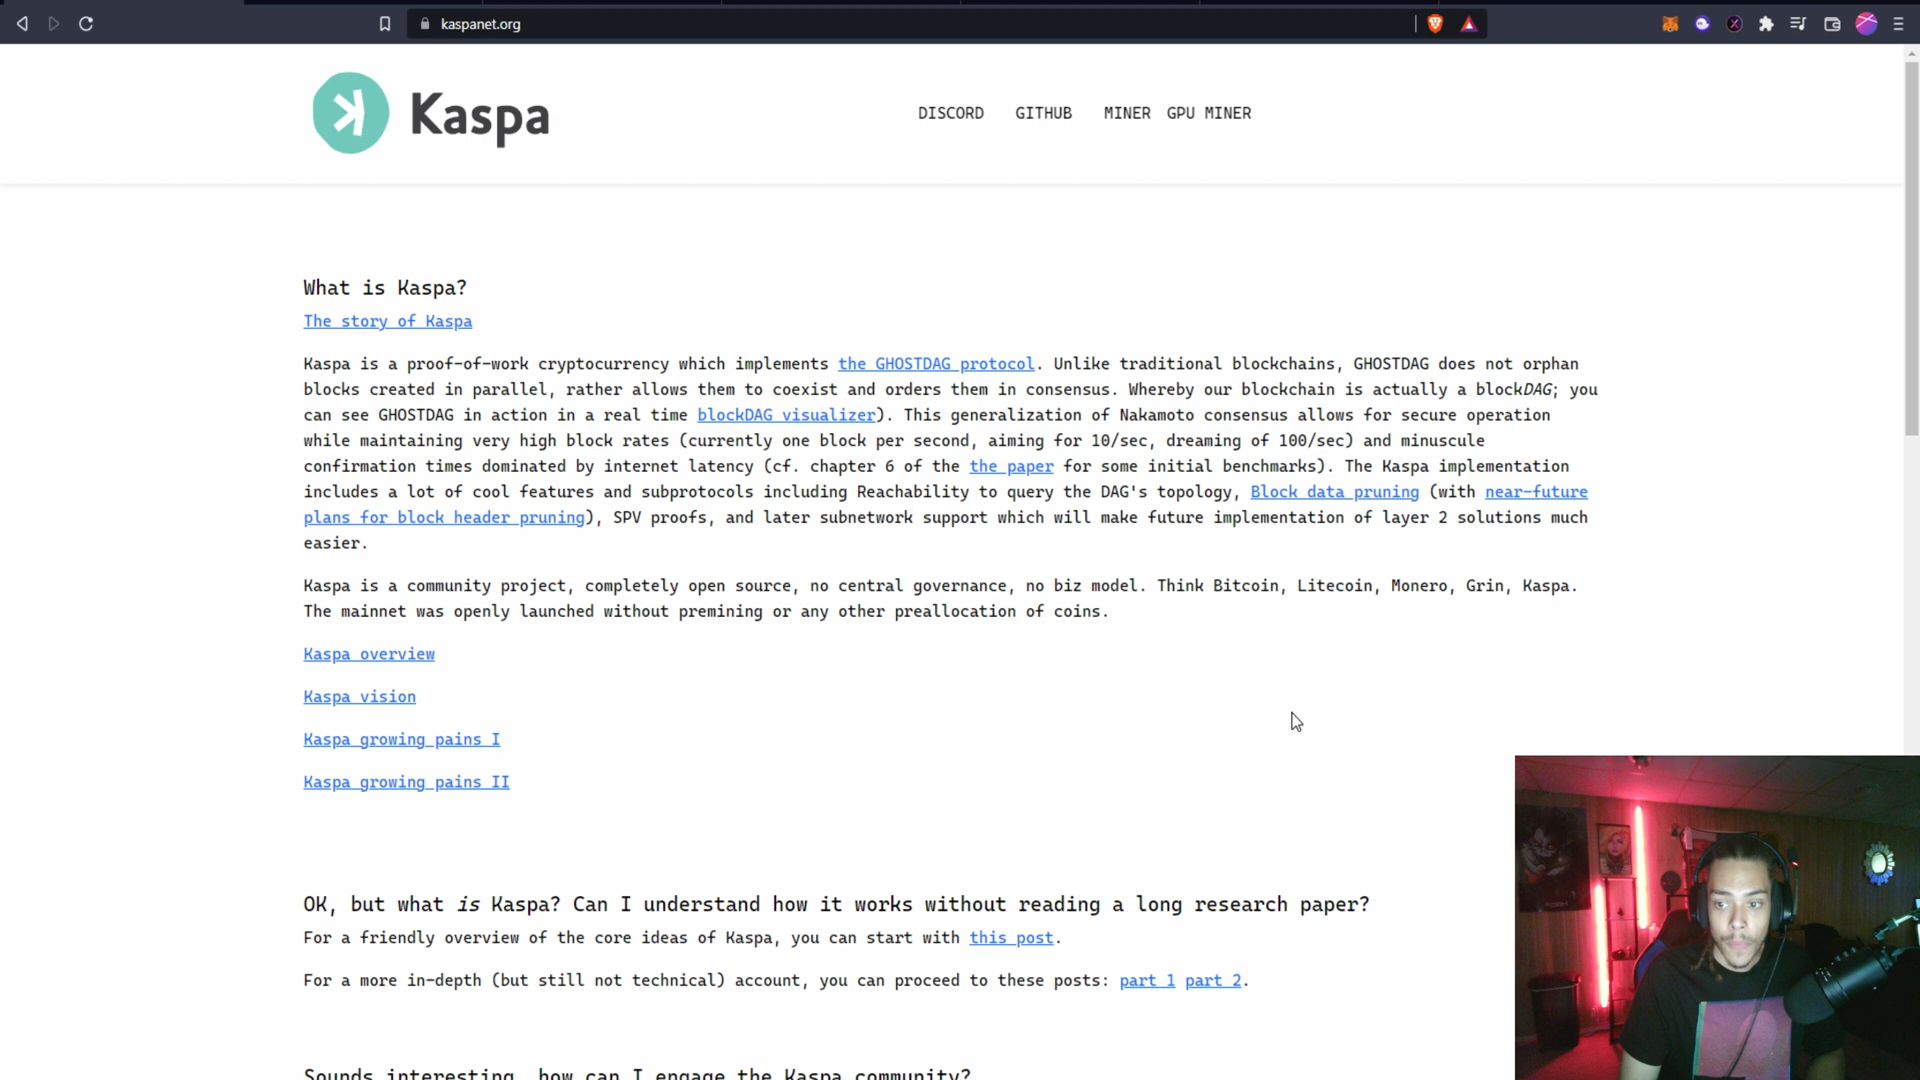 kaspanet.org
Kaspa
DISCORD GITHUB MINER GPU MINER
What is Kaspa?
The story of Kaspa
Kaspa is a proof-of-work cryptocurrency which implements the GHOSTDAG protocol. Unlike traditional blockchains, GHOSTDAG does not orphan
blocks created in parallel, rather allows them to coexist and orders them in consensus. Whereby our blockchain is actually a blockDAG; you
can see GHOSTDAG in action in a real time blockDAG visualizer). This generalization of Nakamoto consensus allows for secure operation
while maintaining very high block rates (currently one block per second, aiming for 10/sec, dreaming of 100/sec) and minuscule
confirmation times dominated by internet latency (cf. chapter 6 of the the paper for some initial benchmarks). The Kaspa implementation
includes a lot of cool features and subprotocols including Reachability to query the DAG's topology, Block data pruning (with near-future
plans for block header pruning), SPV proofs, and later subnetwork support which will make future implementation of layer 2 solutions much
easier.
Kaspa is a community project, completely open source, no central governance, no biz model. Think Bitcoin, Litecoin, Monero, Grin, Kaspa.
The mainnet was openly launched without premining or any other preallocation of coins.
Kaspa overview
Kaspa vision
Kaspa growing pains I
Kaspa growing pains II
OK, but what is Kaspa? Can I understand how it works without reading a long research paper?
For a friendly overview of the core ideas of Kaspa, you can start with this post.
For a more in-depth (but still not technical) account, you can proceed to these posts: part 1 part 2.
Sounds interesting, how can I engage the Kaspa community?